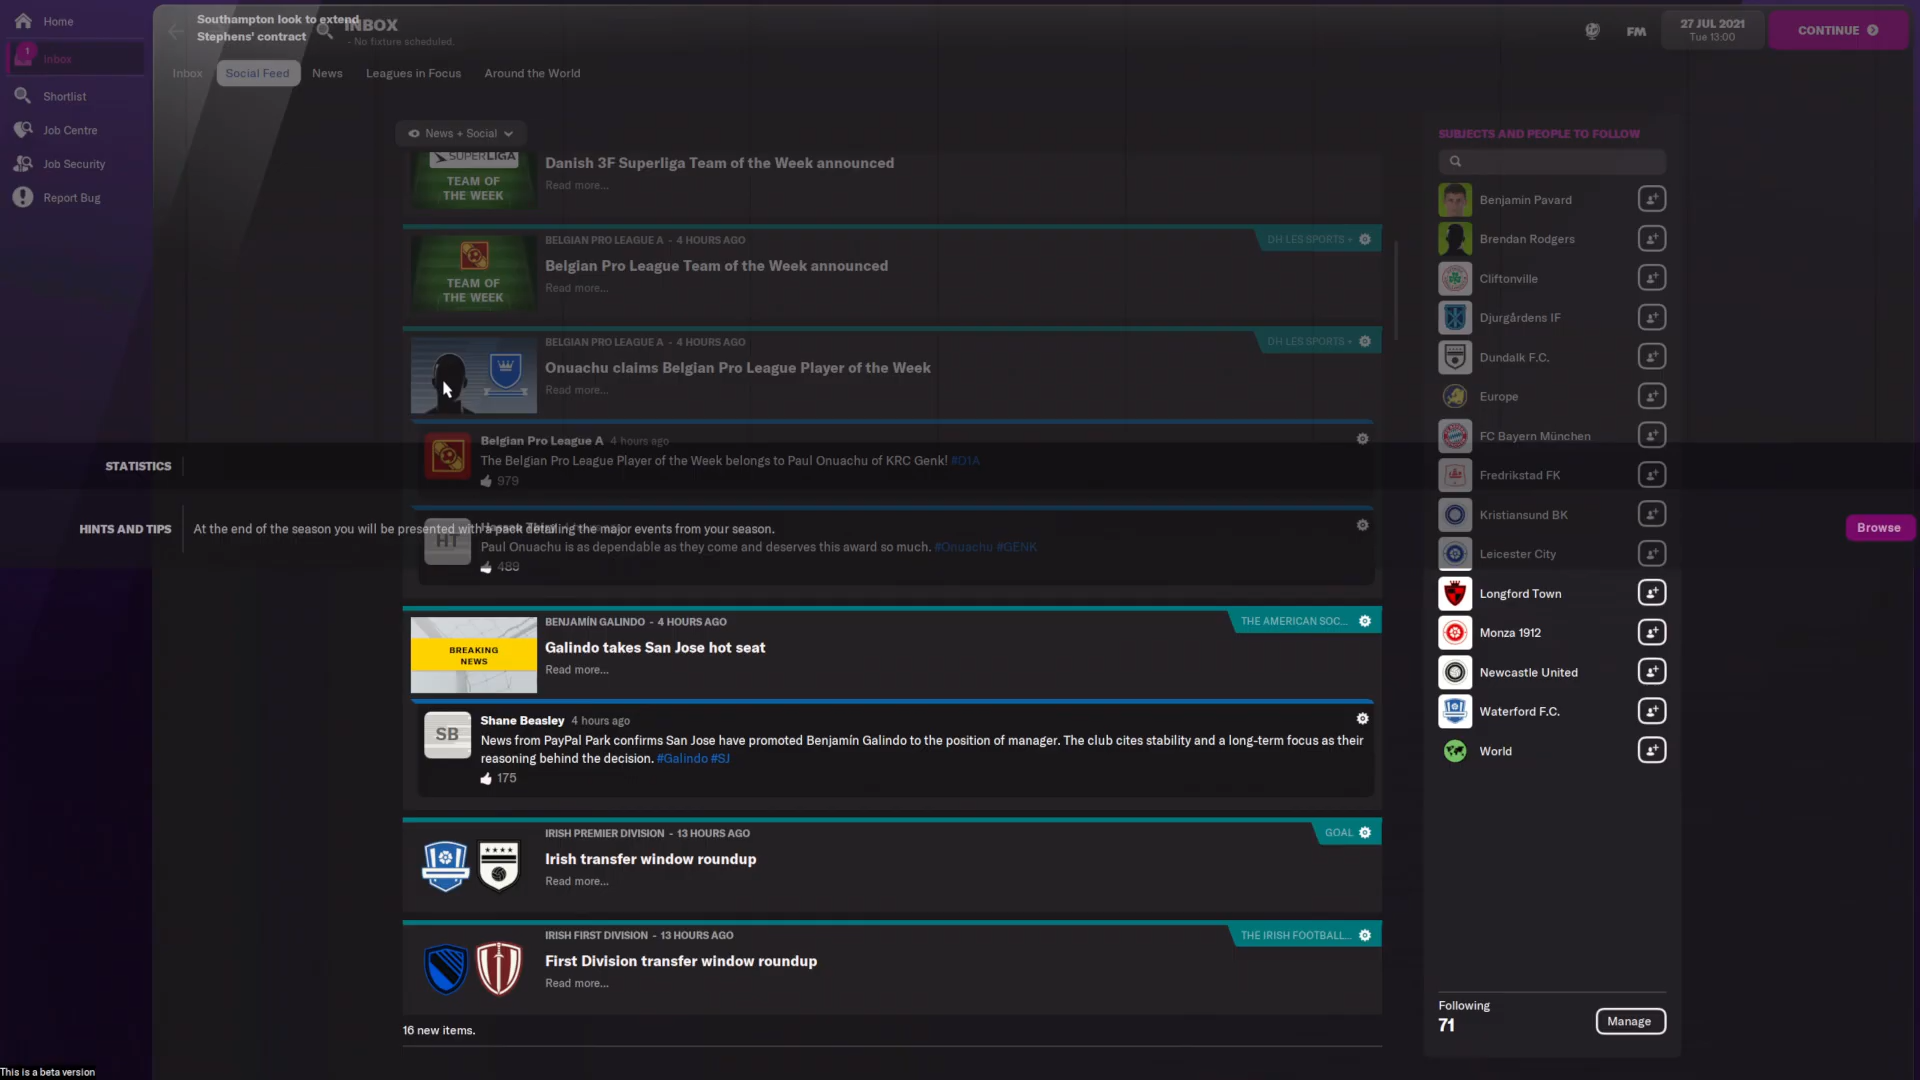 Home
Inbox
1
Shortlist
Job Centre
Job Security
Report Bug
Southampton look to extend
Stephens' contract
INBOX
- No fixture scheduled.
FM
27 JUL 2021
Tue 13:00
CONTINUE
Inbox
Social Feed
News
Leagues in Focus
Around the World
News + Social
SUPERLIGA
TEAM OF
THE WEEK
Danish 3F Superliga Team of the Week announced
Read more...
BELGIAN PRO LEAGUE A - 4 HOURS AGO
DH LES SPORTS +
TEAM OF
THE WEEK
Belgian Pro League Team of the Week announced
Read more...
BELGIAN PRO LEAGUE A - 4 HOURS AGO
DH LES SPORTS +
Onuachu claims Belgian Pro League Player of the Week
Read more...
Belgian Pro League A 4 hours ago
The Belgian Pro League Player of the Week belongs to Paul Onuachu of KRC Genk! #D1A
979
STATISTICS
HINTS AND TIPS
At the end of the season you will be presented with a pack detailing the major events from your season.
Browse
HT
Paul Onuachu is as dependable as they come and deserves this award so much. #Onuachu #GENK
489
BENJAMÍN GALINDO - 4 HOURS AGO
THE AMERICAN SOC...
BREAKING
NEWS
Galindo takes San Jose hot seat
Read more...
SB
Shane Beasley 4 hours ago
News from PayPal Park confirms San Jose have promoted Benjamín Galindo to the position of manager. The club cites stability and a long-term focus as their
reasoning behind the decision. #Galindo #SJ
175
IRISH PREMIER DIVISION - 13 HOURS AGO
GOAL
Irish transfer window roundup
Read more...
IRISH FIRST DIVISION - 13 HOURS AGO
THE IRISH FOOTBALL...
First Division transfer window roundup
Read more...
16 new items.
SUBJECTS AND PEOPLE TO FOLLOW
Benjamin Pavard
Brendan Rodgers
Cliftonville
Djurgårdens IF
Dundalk F.C.
Europe
FC Bayern München
Fredrikstad FK
Kristiansund BK
Leicester City
Longford Town
Monza 1912
Newcastle United
Waterford F.C.
World
Following
71
Manage
This is a beta version